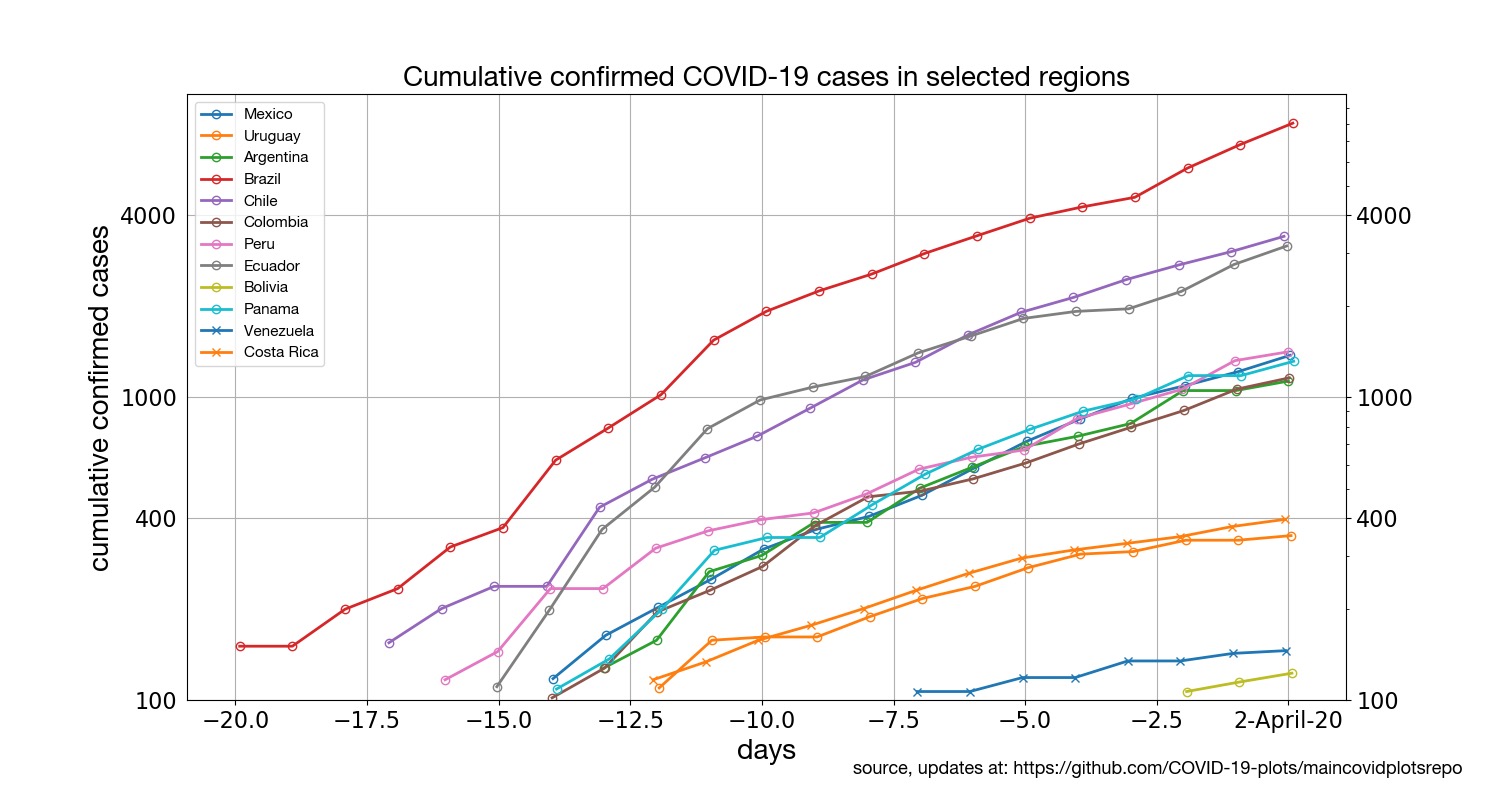 Cumulative confirmed COVID-19 cases in selected regions
Mexico
Uruguay
Argentina
Brazil
Chile
Colombia
Peru
Ecuador
Bolivia
Panama
Venezuela
Costa Rica
cumulative confirmed cases
4000
1000
400
100
4000
1000
400
100
−20.0 −17.5 −15.0 −12.5 −10.0 −7.5 −5.0 −2.5 2-April-20
days
source, updates at: https://github.com/COVID-19-plots/maincovidplotsrepo